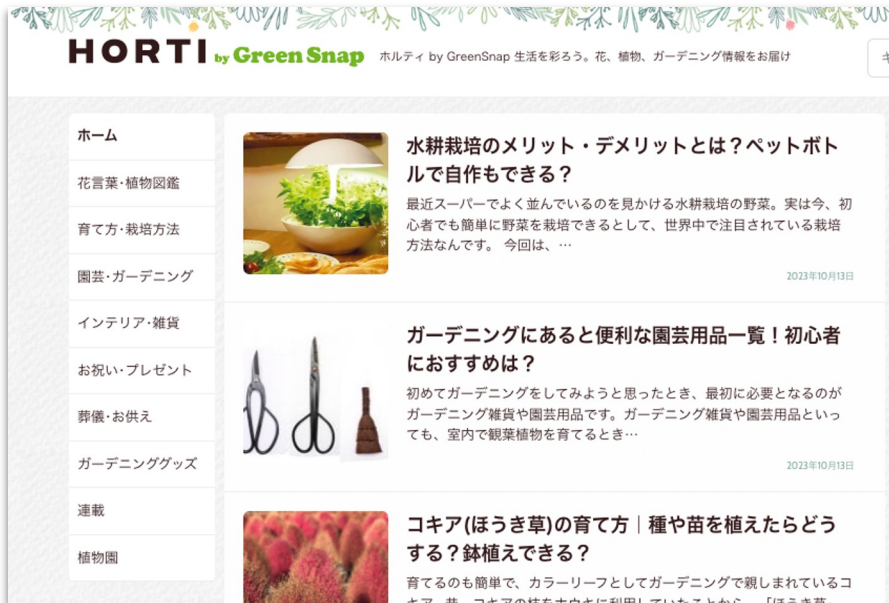 HORTI by Green Snap
ホルティ by GreenSnap 生活を彩ろう。花、植物、ガーデニング情報をお届け
ホーム
花言葉･植物図鑑
育て方･栽培方法
園芸･ガーデニング
インテリア･雑貨
お祝い･プレゼント
葬儀･お供え
ガーデニンググッズ
連載
植物園
水耕栽培のメリット・デメリットとは？ペットボト
ルで自作もできる？
最近スーパーでよく並んでいるのを見かける水耕栽培の野菜。実は今、初
心者でも簡単に野菜を栽培できるとして、世界中で注目されている栽培
方法なんです。 今回は、…
2023年10月13日
ガーデニングにあると便利な園芸用品一覧！初心者
におすすめは？
初めてガーデニングをしてみようと思ったとき、最初に必要となるのが
ガーデニング雑貨や園芸用品です。ガーデニング雑貨や園芸用品といっ
ても、室内で観葉植物を育てるとき…
2023年10月13日
コキア(ほうき草)の育て方｜種や苗を植えたらどう
する？鉢植えできる？
育てるのも簡単で、カラーリーフとしてガーデニングで親しまれているコ